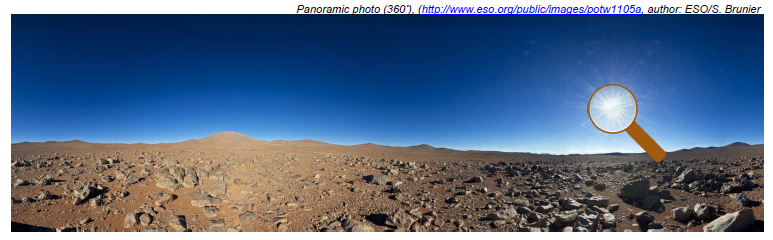 Panoramic photo (360°), (http://www.eso.org/public/images/potw1105a, author: ESO/S. Brunier